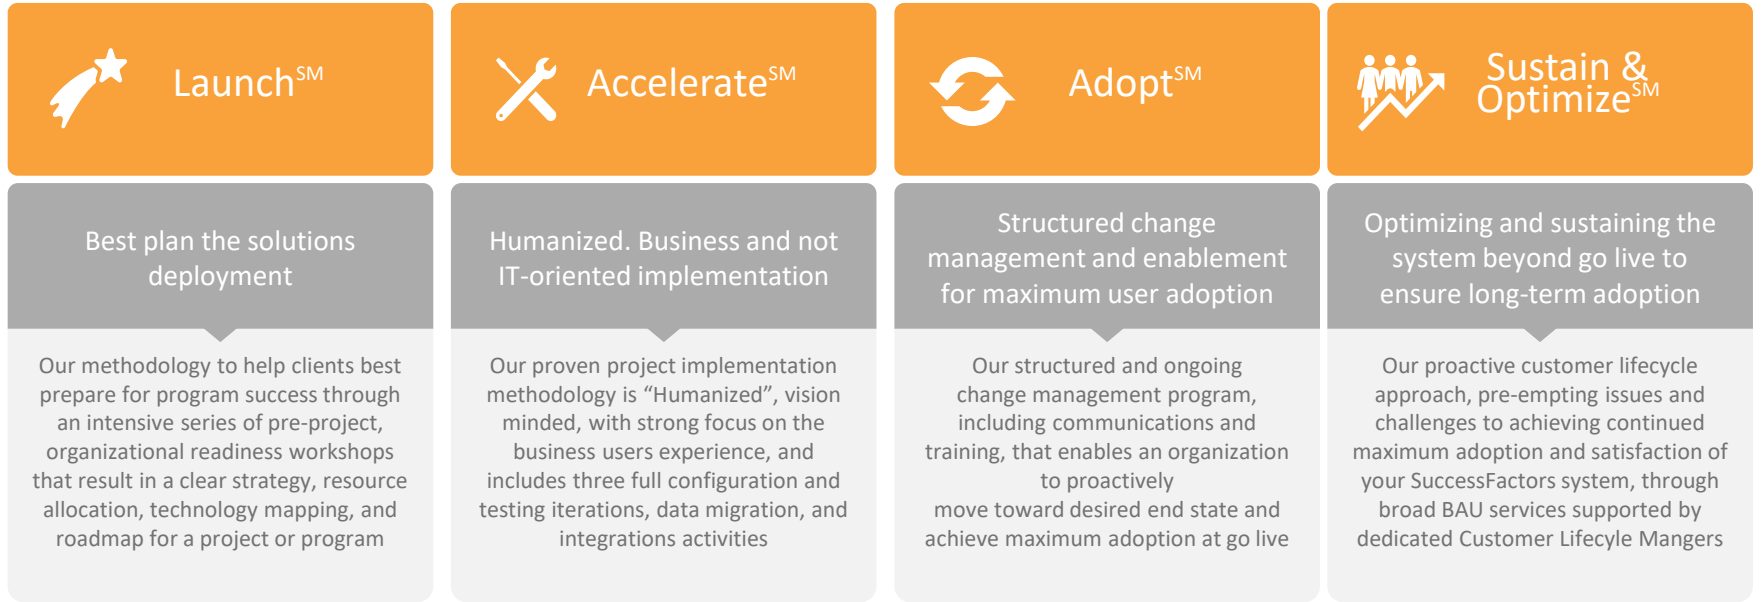 Launch℠
Best plan the solutions
deployment
Our methodology to help clients best
prepare for program success through
an intensive series of pre-project,
organizational readiness workshops
that result in a clear strategy, resource
allocation, technology mapping, and
roadmap for a project or program
Accelerate℠
Humanized. Business and not
IT-oriented implementation
Our proven project implementation
methodology is “Humanized”, vision
minded, with strong focus on the
business users experience, and
includes three full configuration and
testing iterations, data migration, and
integrations activities
Adopt℠
Structured change
management and enablement
for maximum user adoption
Our structured and ongoing
change management program,
including communications and
training, that enables an organization
to proactively
move toward desired end state and
achieve maximum adoption at go live
Sustain &
Optimize℠
Optimizing and sustaining the
system beyond go live to
ensure long-term adoption
Our proactive customer lifecycle
approach, pre-empting issues and
challenges to achieving continued
maximum adoption and satisfaction of
your SuccessFactors system, through
broad BAU services supported by
dedicated Customer Lifecyle Mangers